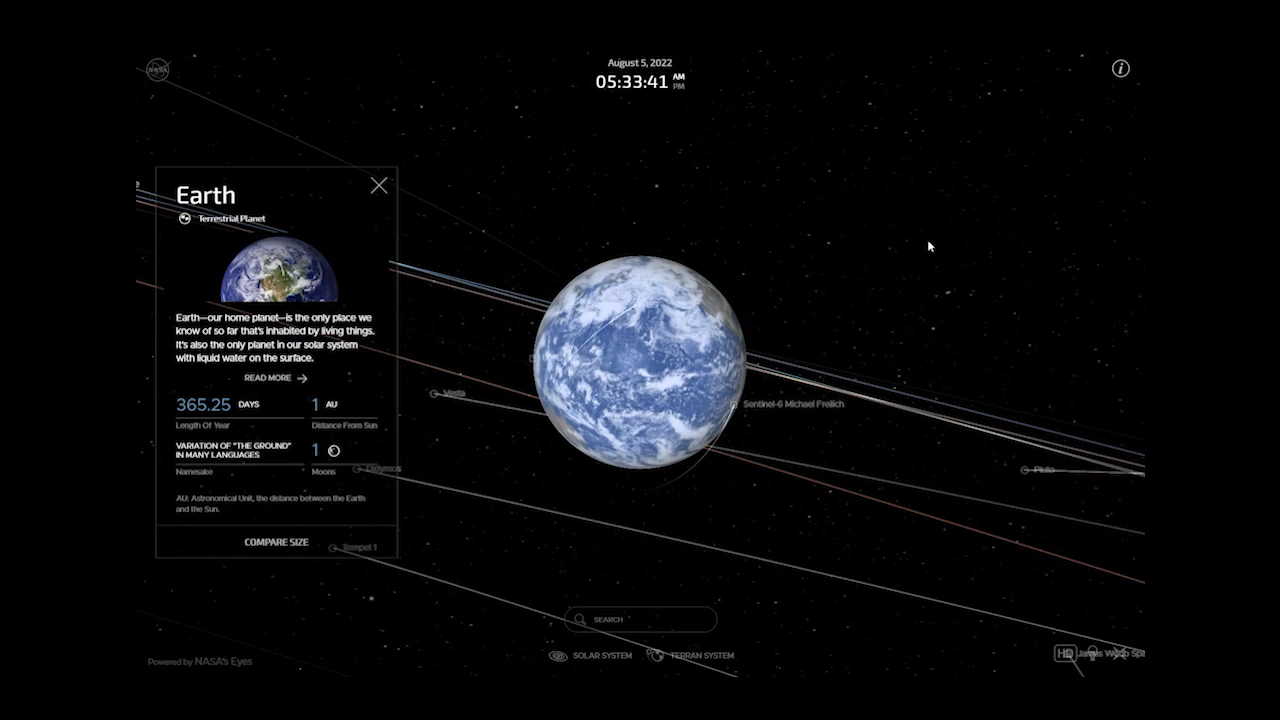 NASA
August 5, 2022
05:33:41 AM
PM
Earth
Terrestrial Planet
Earth—our home planet—is the only place we
know of so far that's inhabited by living things.
It's also the only planet in our solar system
with liquid water on the surface.
READ MORE
365.25 DAYS
1 AU
Length Of Year
Distance From Sun
VARIATION OF "THE GROUND"
IN MANY LANGUAGES
1
Namesake
Moons
AU: Astronomical Unit, the distance between the Earth
and the Sun.
COMPARE SIZE
Vesta
Didymos
Tempel 1
Sentinel-6 Michael Freilich
Pluto
SEARCH
SOLAR SYSTEM
TERRAN SYSTEM
Powered by NASA's Eyes
HD
James Webb